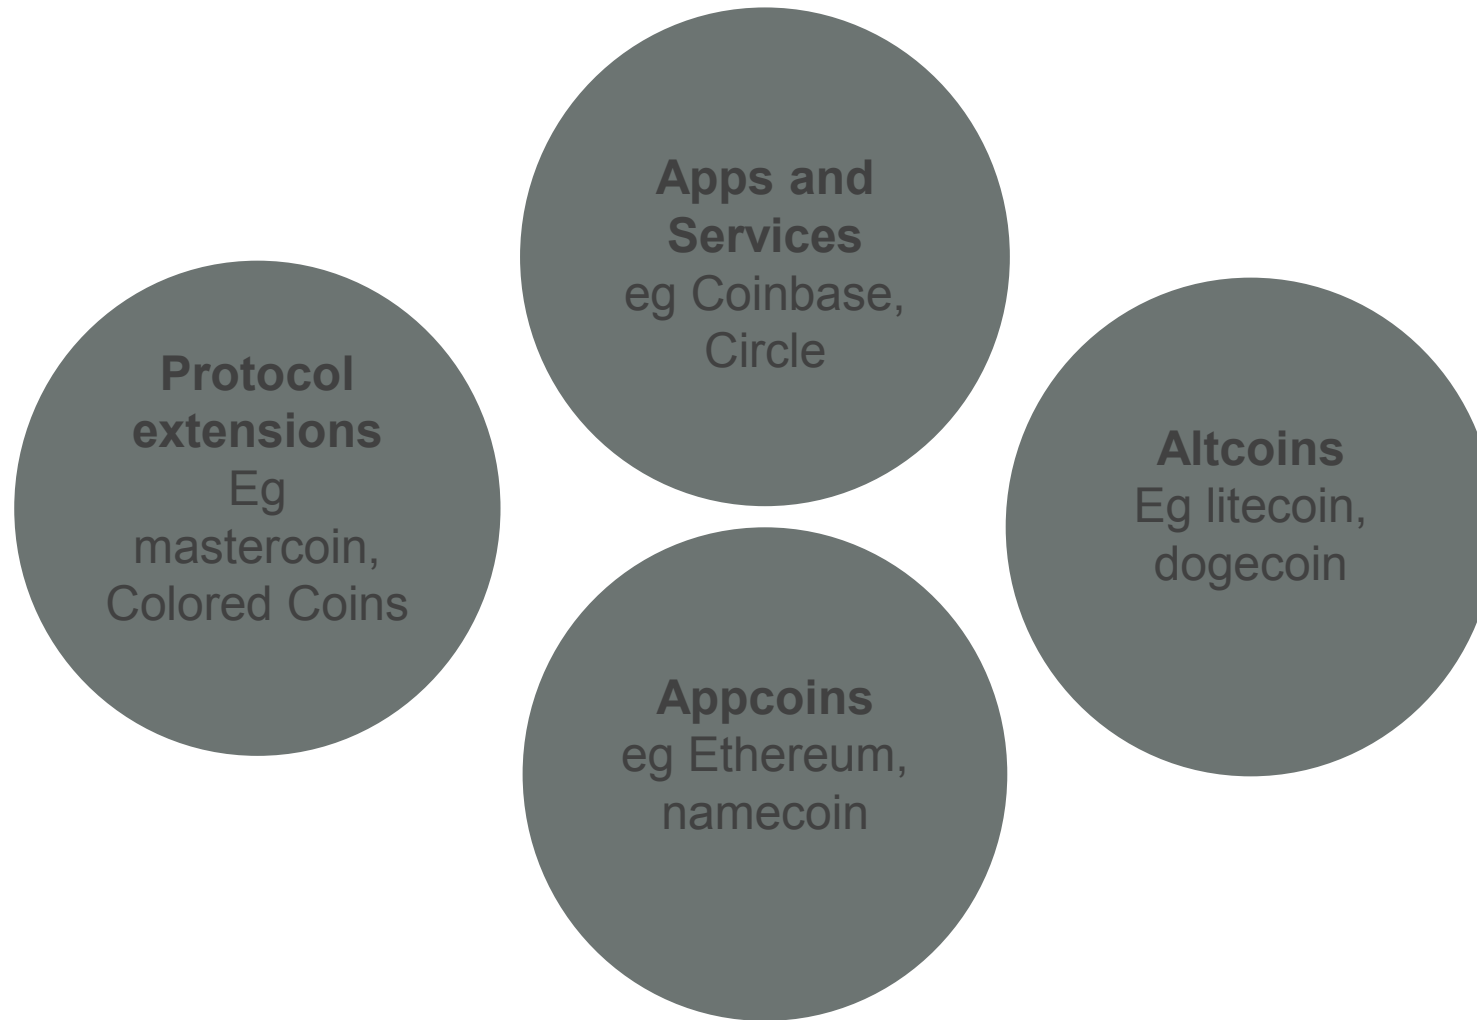 Apps and
Services
eg Coinbase,
Circle
Protocol
extensions
Eg
mastercoin,
Colored Coins
Altcoins
Eg litecoin,
dogecoin
Appcoins
eg Ethereum,
namecoin